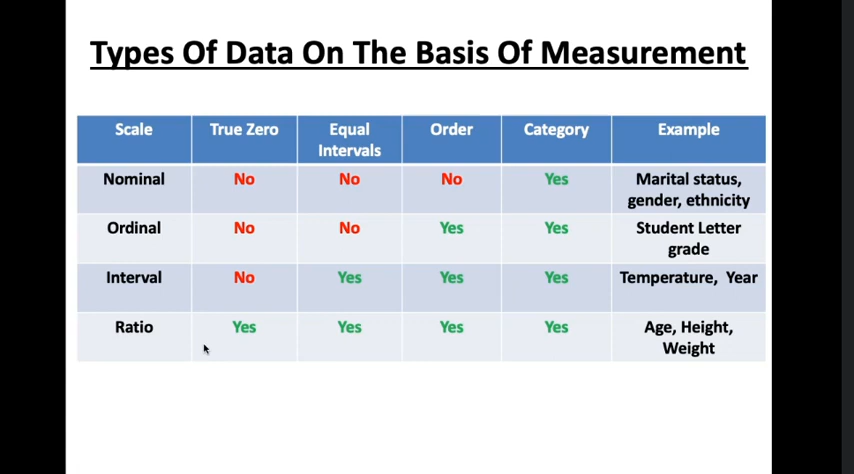 Types Of Data On The Basis Of Measurement
Scale True Zero Equal Intervals Order Category Example
Nominal No No No Yes Marital status, gender, ethnicity
Ordinal No No Yes Yes Student Letter grade
Interval No Yes Yes Yes Temperature, Year
Ratio Yes Yes Yes Yes Age, Height, Weight